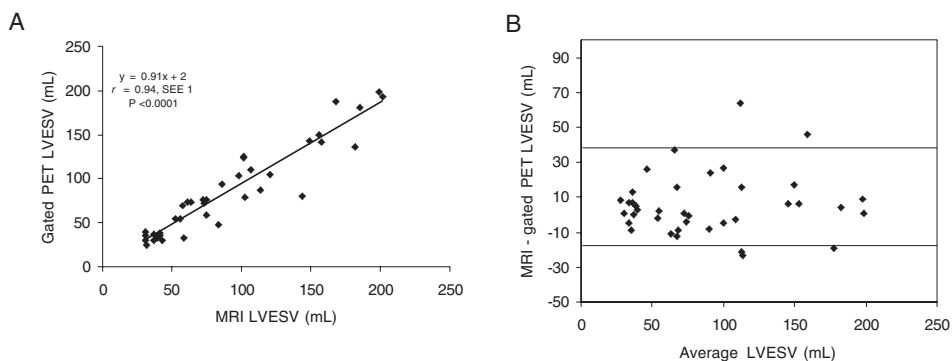 A
Gated PET LVESV (mL)
250
200
150
100
50
0
y = 0.91x + 2
r = 0.94, SEE 1
P <0.0001
0 50 100 150 200 250
MRI LVESV (mL)
B
MRI - gated PET LVESV (mL)
90
70
50
30
10
-10
-30
-50
0 50 100 150 200 250
Average LVESV (mL)